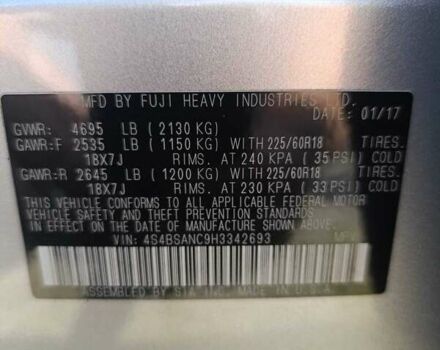 MFD. BY FUJI HEAVY INDUSTRIES LTD.
DATE: 01/17
GVWR: 4695 LB (2130 KG)
GAWR:F 2535 LB (1150 KG) WITH 225/60R18 TIRES.
18X7J RIMS. AT 240 KPA (35 PSI) COLD
GAWR:R 2645 LB (1200 KG) WITH 225/60R18 TIRES.
18X7J RIMS. AT 230 KPA (33 PSI) COLD
THIS VEHICLE CONFORMS TO ALL APPLICABLE FEDERAL MOTOR
VEHICLE SAFETY, BUMPER, AND THEFT PREVENTION STANDARDS
IN EFFECT ON THE DATE OF MANUFACTURE SHOWN ABOVE.
VIN: 4S4BSANC9H3342693 MPV
ASSEMBLED BY SIA-INC. MADE IN U.S.A.